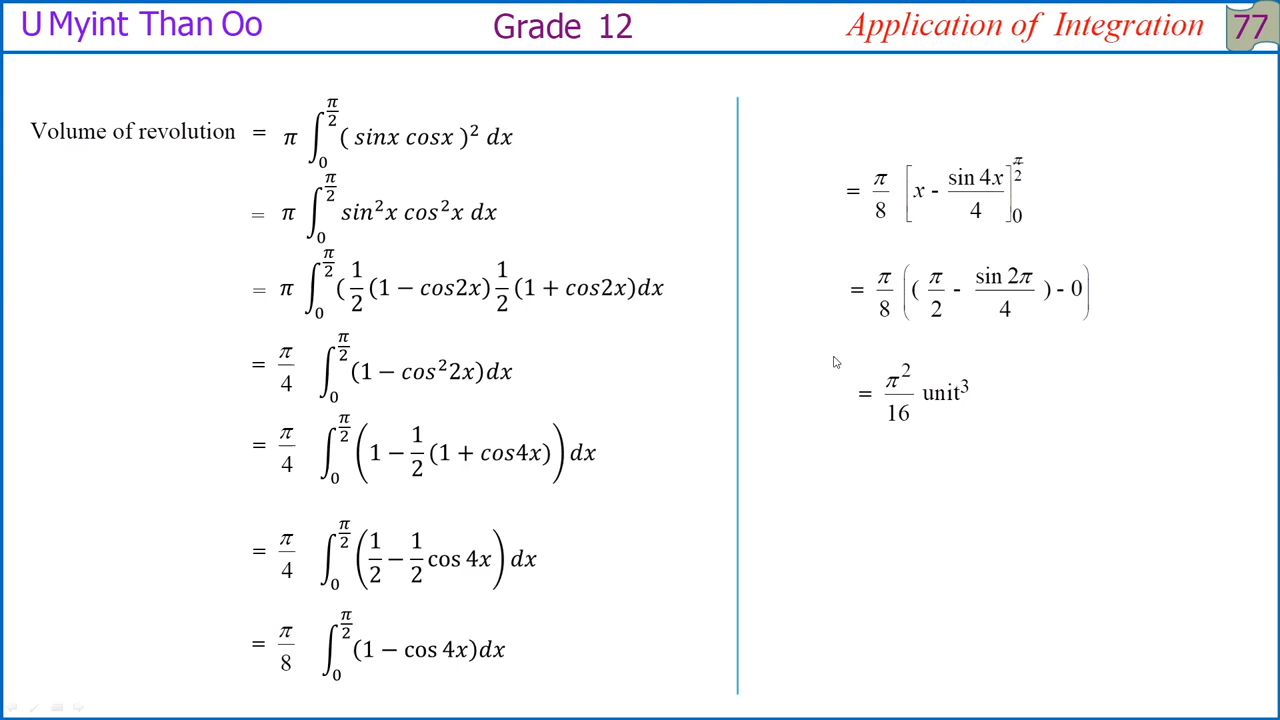 U Myint Than Oo
Grade 12
Application of Integration
77
Volume of revolution = π ∫₀^{π/2} ( sinx cosx )² dx
= π ∫₀^{π/2} sin²x cos²x dx
= π ∫₀^{π/2} (1/2 (1 − cos2x) 1/2 (1 + cos2x)dx
= π/4 ∫₀^{π/2} (1 − cos²2x)dx
= π/4 ∫₀^{π/2} (1 − 1/2 (1 + cos4x)) dx
= π/4 ∫₀^{π/2} (1/2 − 1/2 cos 4x) dx
= π/8 ∫₀^{π/2} (1 − cos 4x)dx
= π/8 [x - sin 4x/4]₀^{π/2}
= π/8 (( π/2 - sin 2π/4 ) - 0)
= π²/16 unit³